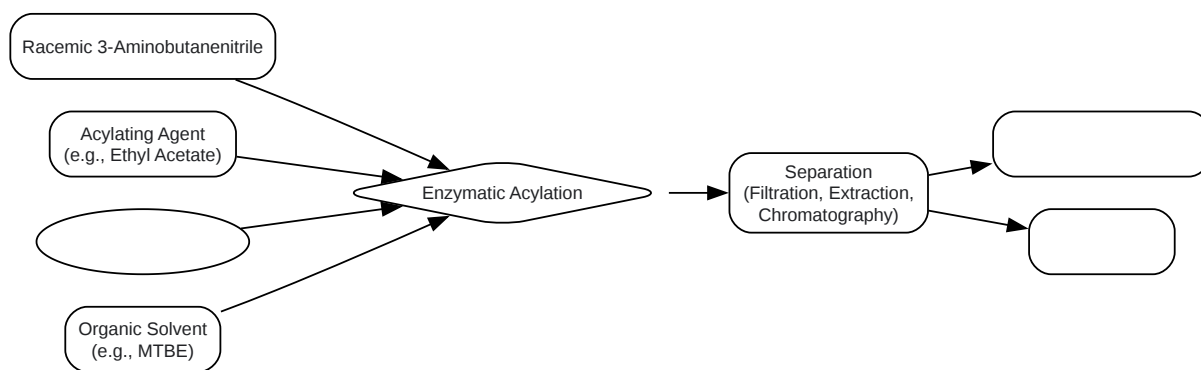 Racemic 3-Aminobutanenitrile
Acylating Agent
(e.g., Ethyl Acetate)
Enzymatic Acylation
Organic Solvent
(e.g., MTBE)
Separation
(Filtration, Extraction,
Chromatography)